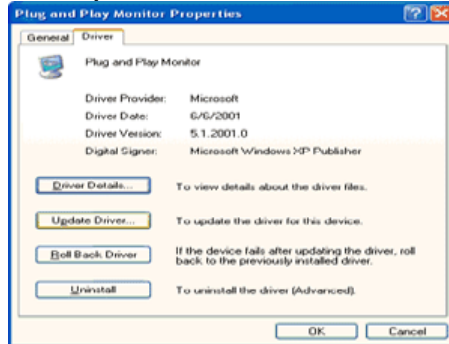 Plug and Play Monitor Properties
General Driver
Plug and Play Monitor
Driver Provider: Microsoft
Driver Date: 6/6/2001
Driver Version: 5.1.2001.0
Digital Signer: Microsoft Windows XP Publisher
Driver Details... To view details about the driver files.
Update Driver... To update the driver for this device.
Roll Back Driver If the device fails after updating the driver, roll
back to the previously installed driver.
Uninstall To uninstall the driver (Advanced).
OK Cancel